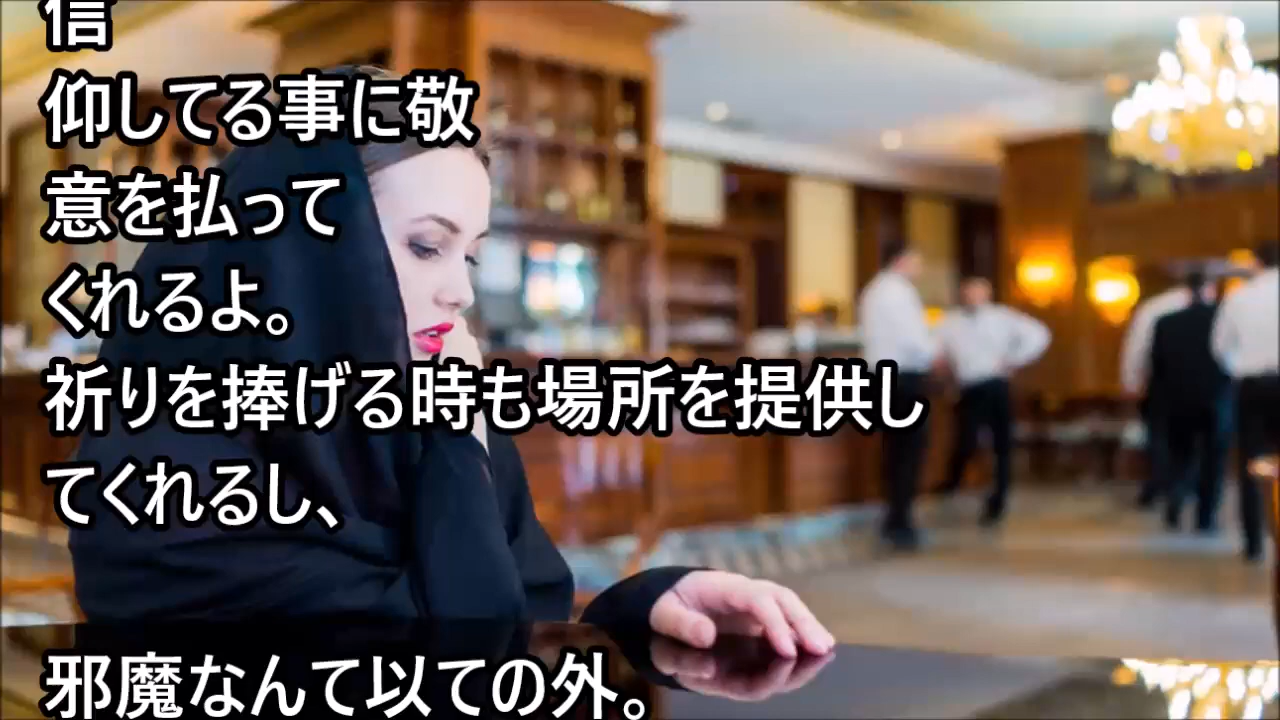 信
仰してる事に敬
意を払って
くれるよ。
祈りを捧げる時も場所を提供し
てくれるし、
邪魔なんて以ての外。